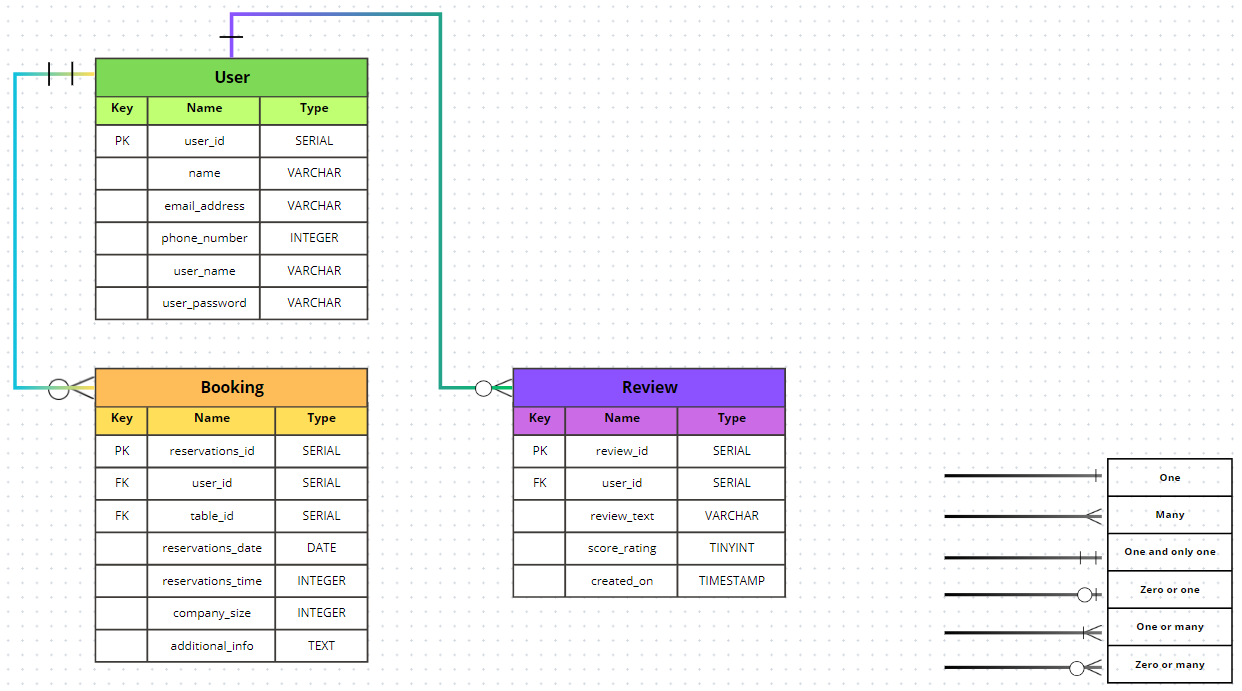 User
Key Name Type
PK user_id SERIAL
name VARCHAR
email_address VARCHAR
phone_number INTEGER
user_name VARCHAR
user_password VARCHAR
Booking
Key Name Type
PK reservations_id SERIAL
FK user_id SERIAL
FK table_id SERIAL
reservations_date DATE
reservations_time INTEGER
company_size INTEGER
additional_info TEXT
Review
Key Name Type
PK review_id SERIAL
FK user_id SERIAL
review_text VARCHAR
score_rating TINYINT
created_on TIMESTAMP
One
Many
One and only one
Zero or one
One or many
Zero or many